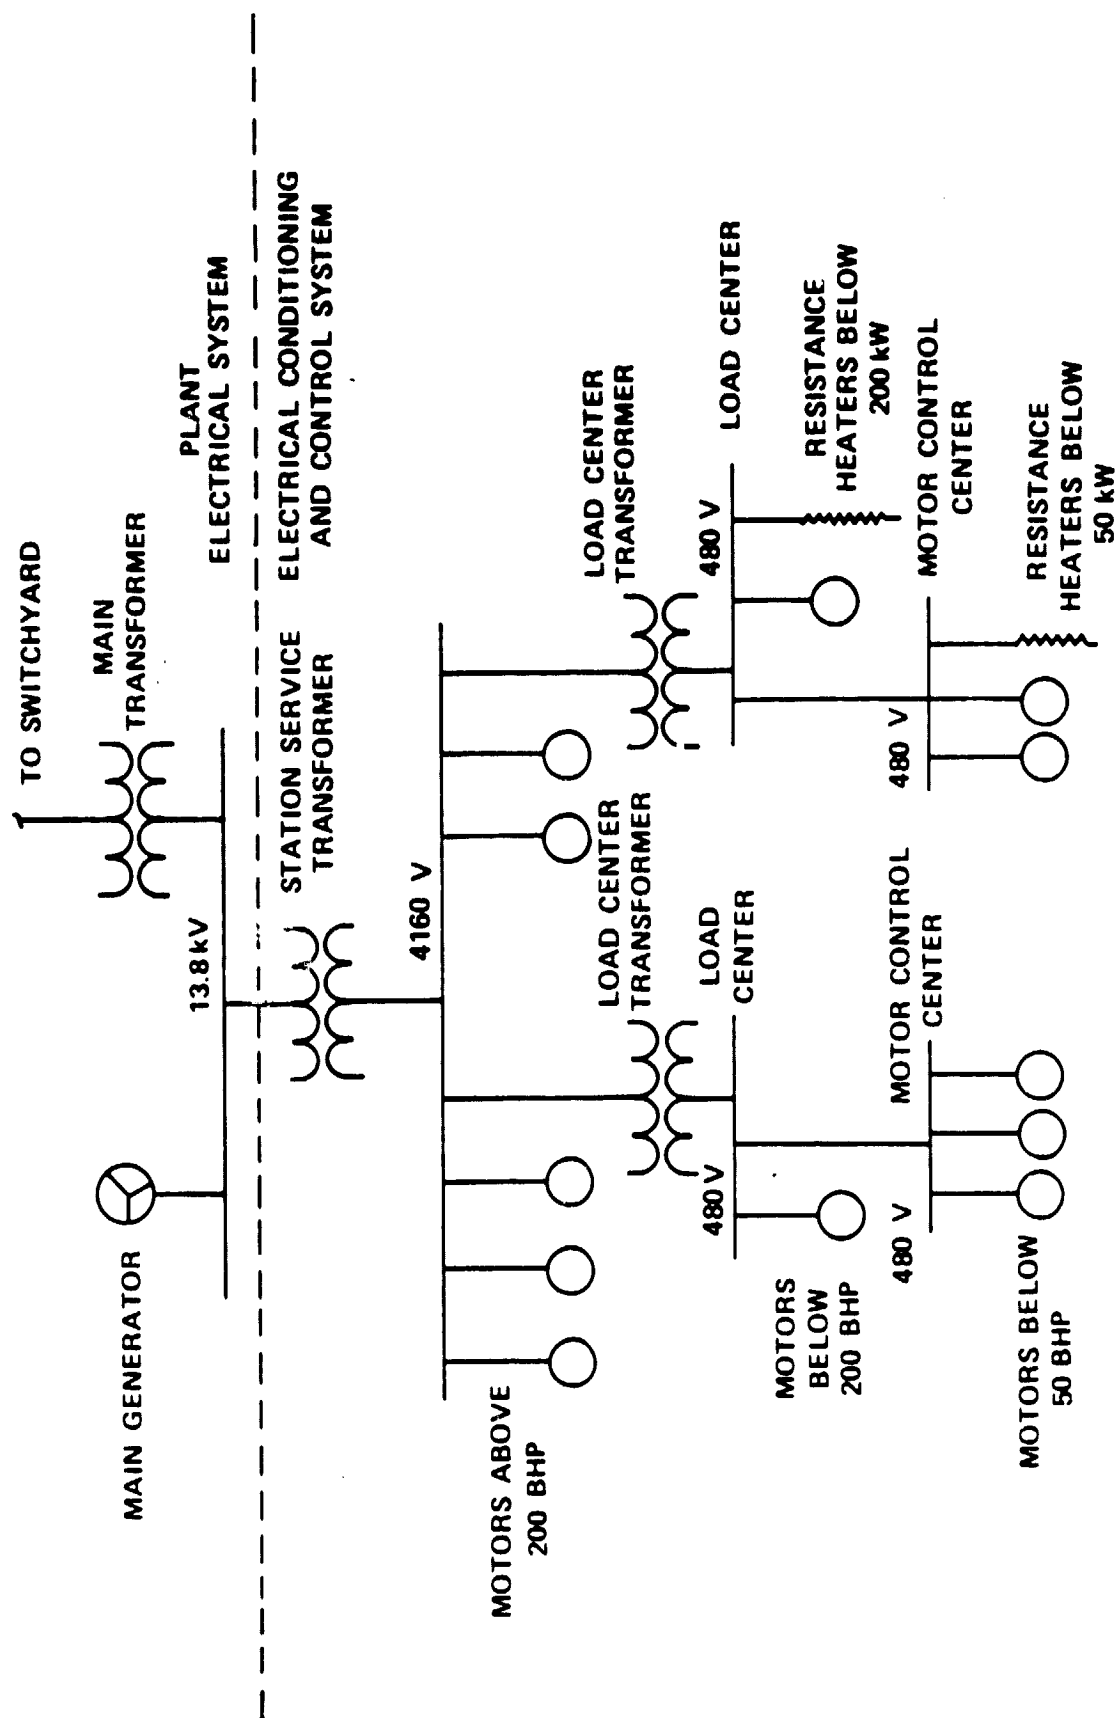 TO SWITCHYARD
MAIN
TRANSFORMER
MAIN GENERATOR
13.8 kV
PLANT
ELECTRICAL SYSTEM
ELECTRICAL CONDITIONING
AND CONTROL SYSTEM
STATION SERVICE
TRANSFORMER
4160 V
MOTORS ABOVE
200 BHP
LOAD CENTER
TRANSFORMER
LOAD CENTER
TRANSFORMER
480 V
LOAD
CENTER
480 V
LOAD CENTER
MOTORS
BELOW
200 BHP
RESISTANCE
HEATERS BELOW
200 kW
480 V
MOTOR CONTROL
CENTER
480 V
MOTOR CONTROL
CENTER
MOTORS BELOW
50 BHP
RESISTANCE
HEATERS BELOW
50 kW